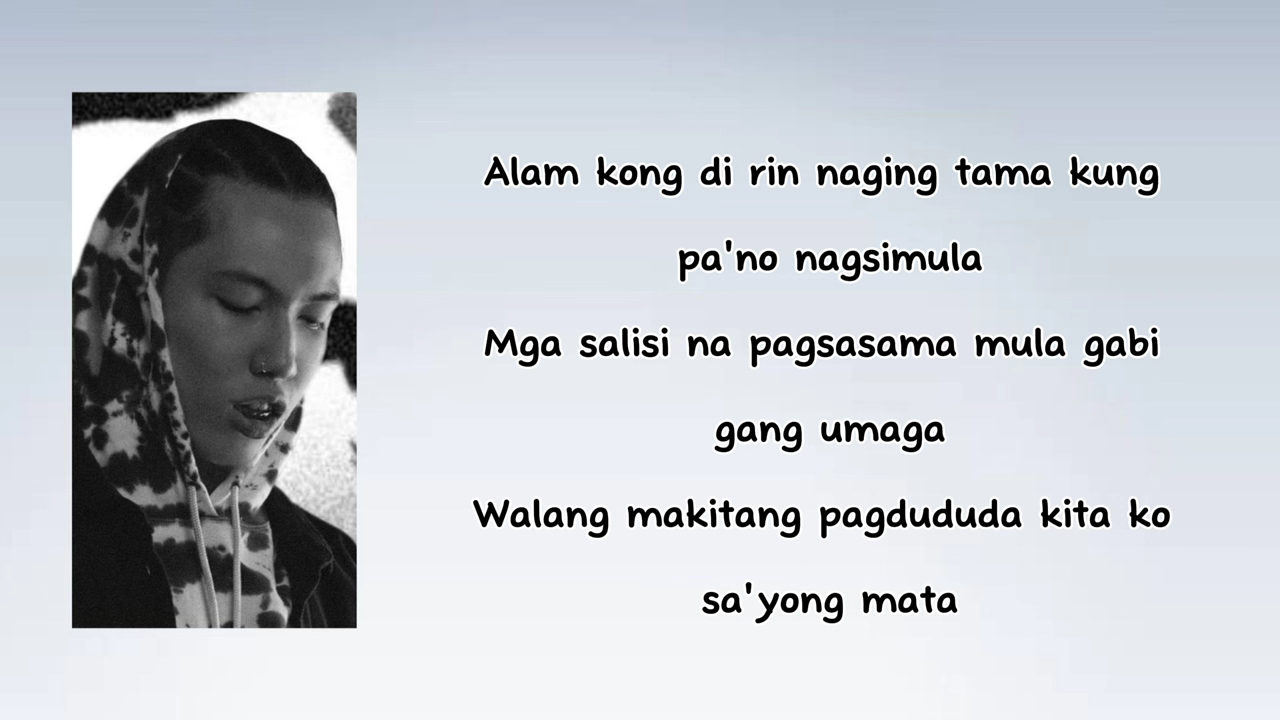 Alam kong di rin naging tama kung
pa'no nagsimula
Mga salisi na pagsasama mula gabi
gang umaga
Walang makitang pagdududa kita ko
sa'yong mata